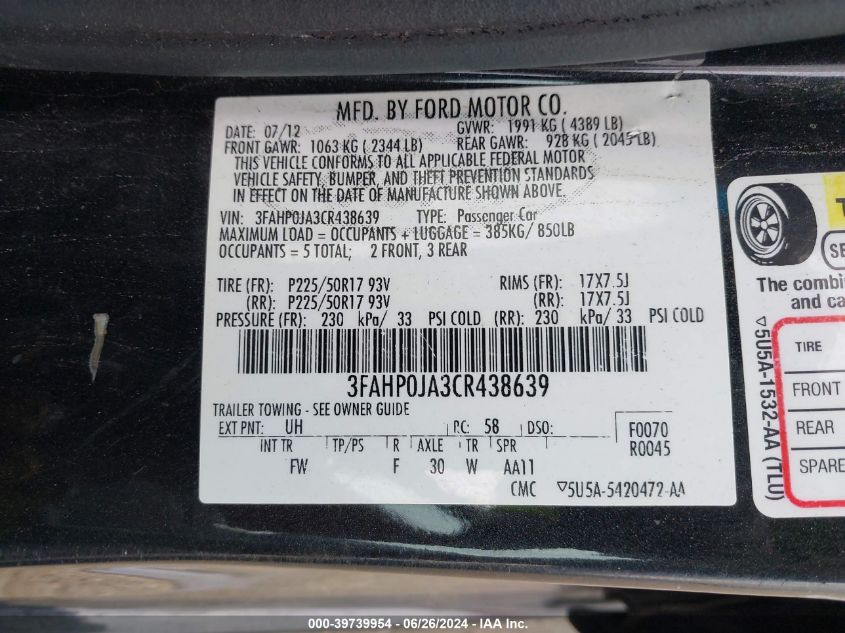 MFD. BY FORD MOTOR CO.
DATE: 07/12 GVWR: 1991 KG ( 4389 LB)
FRONT GAWR: 1063 KG ( 2344 LB) REAR GAWR: 928 KG ( 2045 LB)
THIS VEHICLE CONFORMS TO ALL APPLICABLE FEDERAL MOTOR
VEHICLE SAFETY, BUMPER, AND THEFT PREVENTION STANDARDS
IN EFFECT ON THE DATE OF MANUFACTURE SHOWN ABOVE.
VIN: 3FAHP0JA3CR438639 TYPE: Passenger Car
MAXIMUM LOAD = OCCUPANTS + LUGGAGE = 385KG/ 850LB
OCCUPANTS = 5 TOTAL; 2 FRONT, 3 REAR
TIRE (FR): P225/50R17 93V RIMS (FR): 17X7.5J
(RR): P225/50R17 93V (RR): 17X7.5J
PRESSURE (FR): 230 kPa/ 33 PSI COLD (RR): 230 kPa/ 33 PSI COLD
3FAHP0JA3CR438639
TRAILER TOWING - SEE OWNER GUIDE
EXT PNT: UH RC: 58 DSO: F0070
R0045
INT TR TP/PS R AXLE TR SPR
FW F 30 W AA11
CMC ▽5U5A-5420472-AA
▽5U5A-1532-AA (TLU)
The combi
and ca
TIRE
FRONT
REAR
SPARE
000-39739954 - 06/26/2024 - IAA Inc.